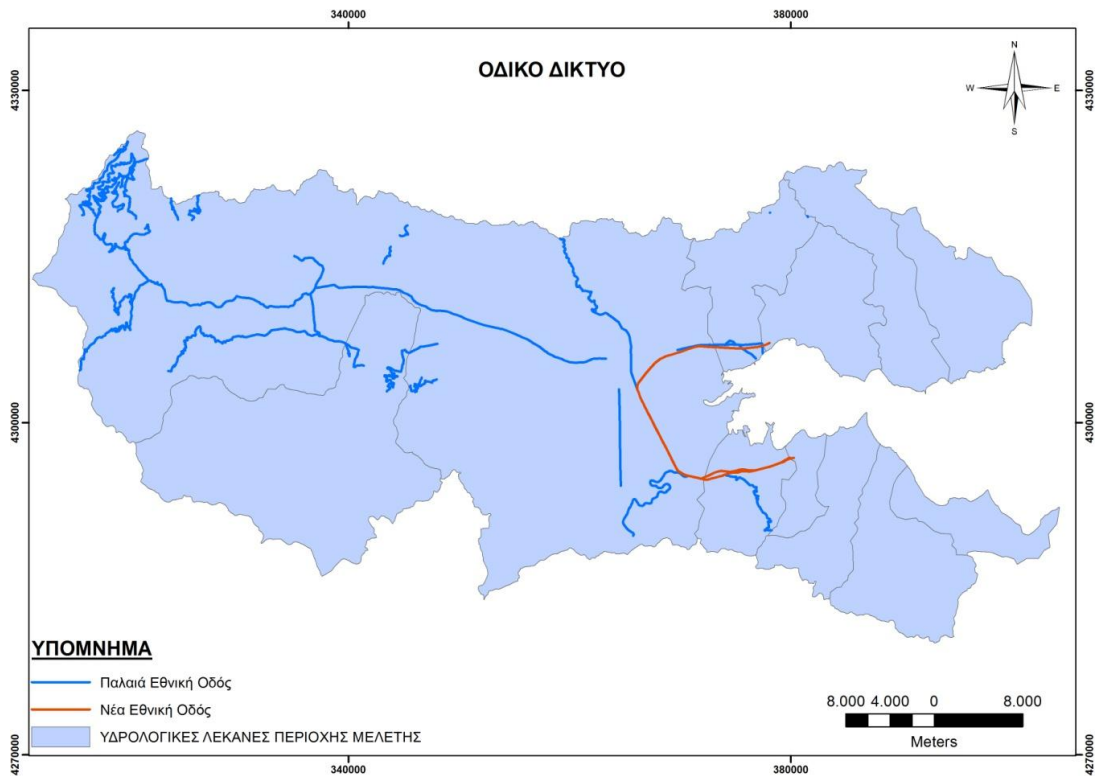 340000 380000
ΟΔΙΚΟ ΔΙΚΤΥΟ
N
W E
S
4330000 4330000
4300000 4300000
4270000 4270000
ΥΠΟΜΝΗΜΑ
Παλαιά Εθνική Οδός
Νέα Εθνική Οδός
ΥΔΡΟΛΟΓΙΚΕΣ ΛΕΚΑΝΕΣ ΠΕΡΙΟΧΗΣ ΜΕΛΕΤΗΣ
8.000 4.000 0 8.000
Meters
340000 380000